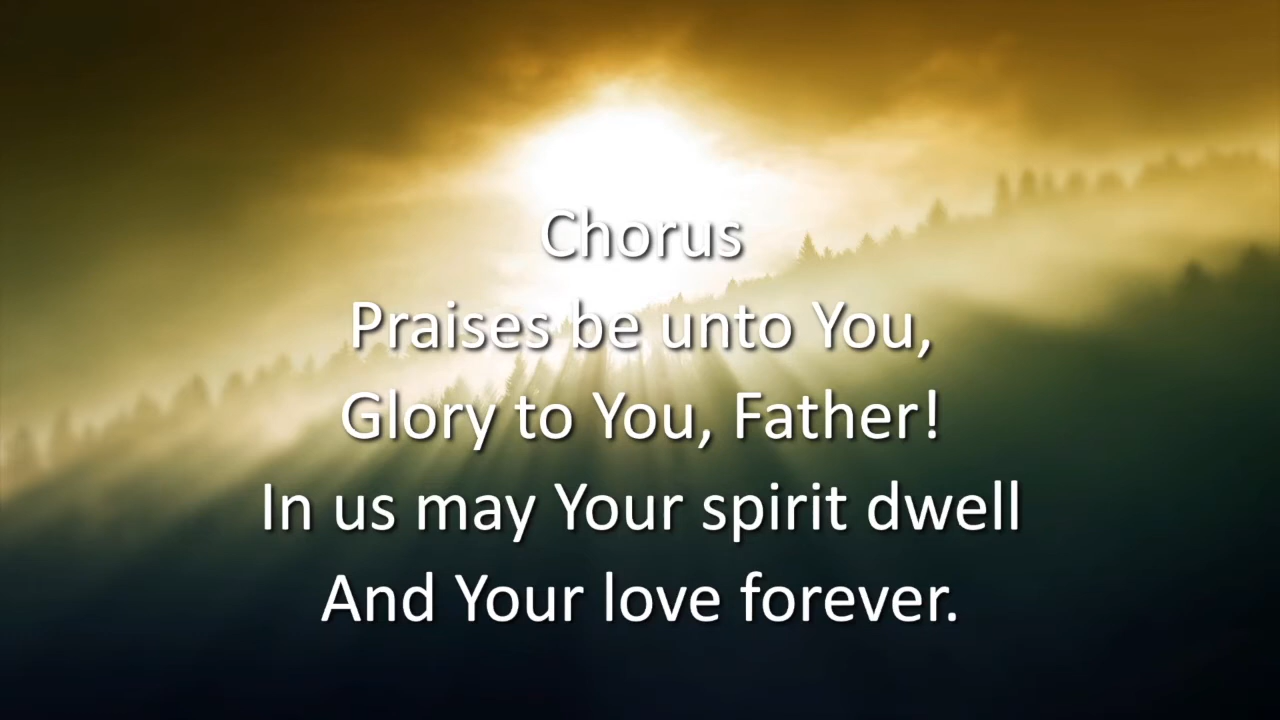 Chorus
Praises be unto You,
Glory to You, Father!
In us may Your spirit dwell
And Your love forever.